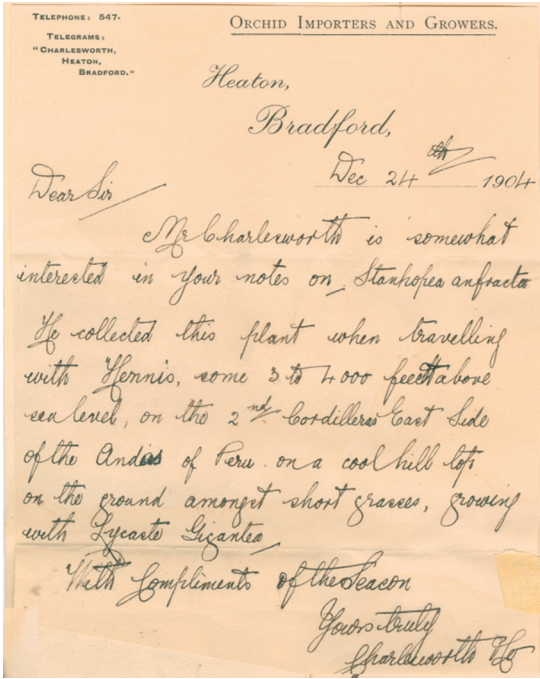 TELEPHONE: 547.
TELEGRAMS:
"CHARLESWORTH,
HEATON,
BRADFORD."
ORCHID IMPORTERS AND GROWERS.
Heaton,
Bradford,
Dec 24th 1904
Dear Sir
Mr Charlesworth is somewhat
interested in your notes on Stanhopea anfracta
He collected this plant when travelling
with Hennis, some 3 to 4000 feet above
sea level, on the 2nd Cordilleras East Side
of the Andes of Peru. on a cool hill top
on the ground amongst short grasses, growing
with Lycaste Gigantea
With Compliments of the Seacon
Yours truly
Charlesworth & Co